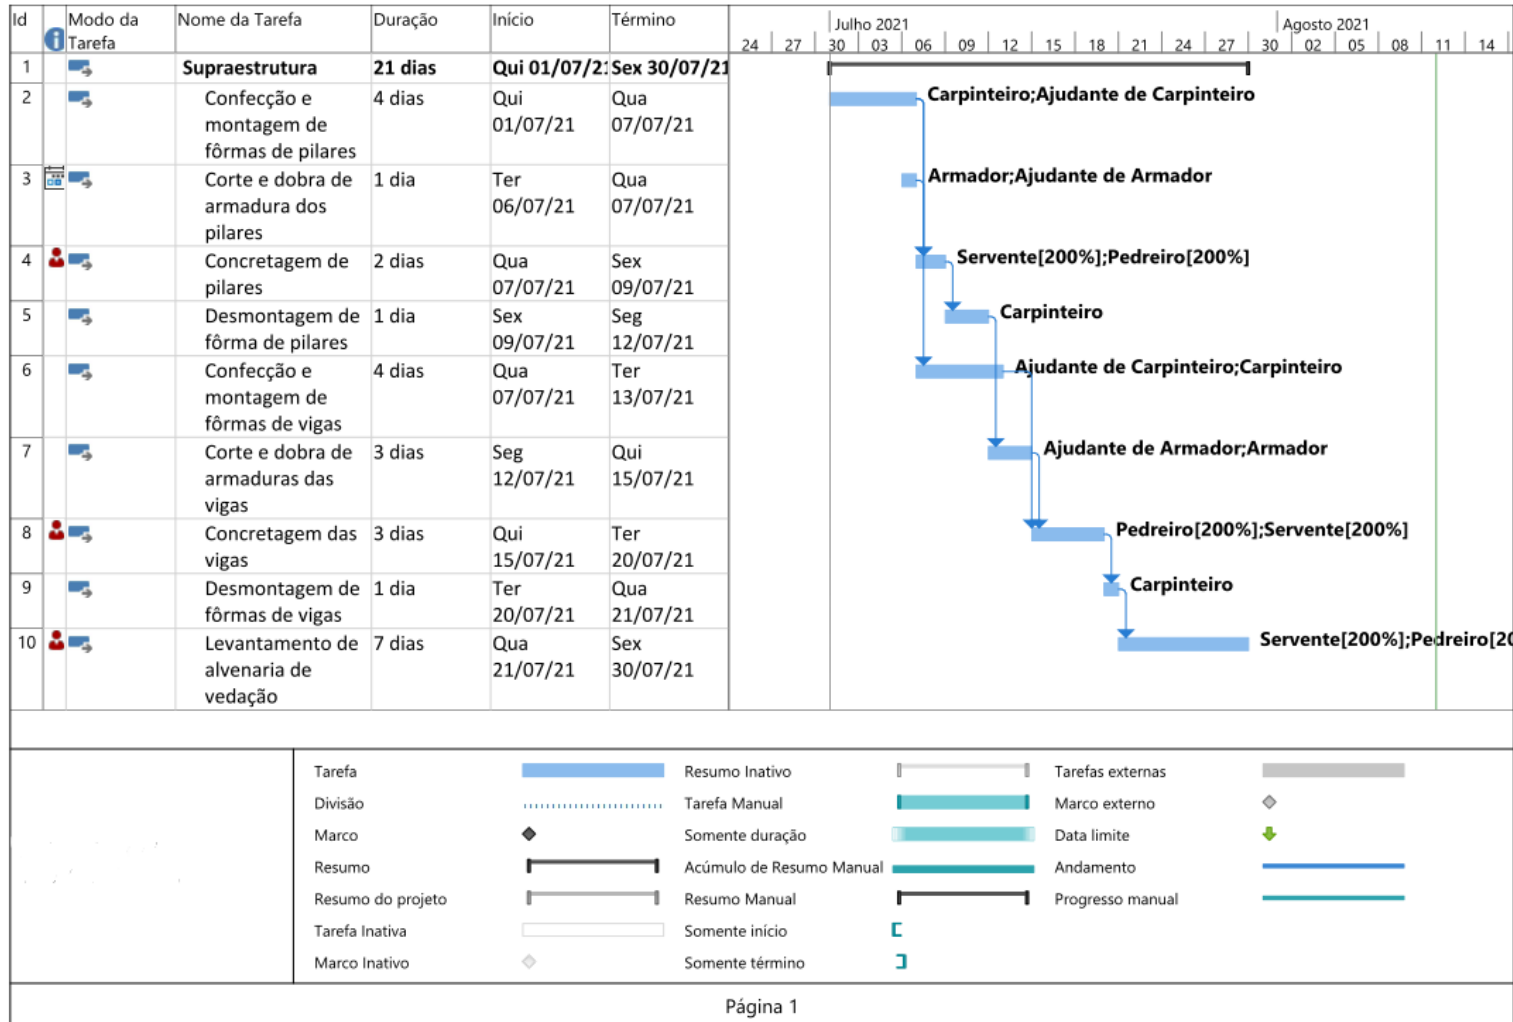 Id
Modo da
Tarefa
Nome da Tarefa
Duração
Início
Término
Julho 2021
Agosto 2021
24 27 30 03 06 09 12 15 18 21 24 27 30 02 05 08 11 14
1 Supraestrutura 21 dias Qui 01/07/21 Sex 30/07/21
2 Confecção e 4 dias Qui Qua
montagem de 01/07/21 07/07/21
fôrmas de pilares
Carpinteiro;Ajudante de Carpinteiro
3 Corte e dobra de 1 dia Ter Qua
armadura dos 06/07/21 07/07/21
pilares
Armador;Ajudante de Armador
4 Concretagem de 2 dias Qua Sex
pilares 07/07/21 09/07/21
Servente[200%];Pedreiro[200%]
5 Desmontagem de 1 dia Sex Seg
fôrma de pilares 09/07/21 12/07/21
Carpinteiro
6 Confecção e 4 dias Qua Ter
montagem de 07/07/21 13/07/21
fôrmas de vigas
Ajudante de Carpinteiro;Carpinteiro
7 Corte e dobra de 3 dias Seg Qui
armaduras das 12/07/21 15/07/21
vigas
Ajudante de Armador;Armador
8 Concretagem das 3 dias Qui Ter
vigas 15/07/21 20/07/21
Pedreiro[200%];Servente[200%]
9 Desmontagem de 1 dia Ter Qua
fôrmas de vigas 20/07/21 21/07/21
Carpinteiro
10 Levantamento de 7 dias Qua Sex
alvenaria de 21/07/21 30/07/21
vedação
Servente[200%];Pedreiro[20
Tarefa
Divisão
Marco
Resumo
Resumo do projeto
Tarefa Inativa
Marco Inativo
Resumo Inativo
Tarefa Manual
Somente duração
Acúmulo de Resumo Manual
Resumo Manual
Somente início
Somente término
Tarefas externas
Marco externo
Data limite
Andamento
Progresso manual
Página 1